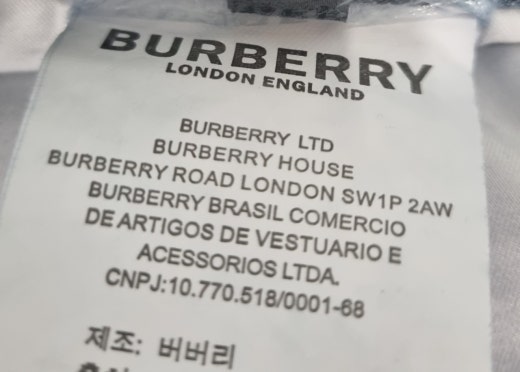 BURBERRY
LONDON ENGLAND
BURBERRY LTD
BURBERRY HOUSE
BURBERRY ROAD LONDON SW1P 2AW
BURBERRY BRASIL COMERCIO
DE ARTIGOS DE VESTUARIO E
ACESSORIOS LTDA.
CNPJ:10.770.518/0001-68
제조: 버버리